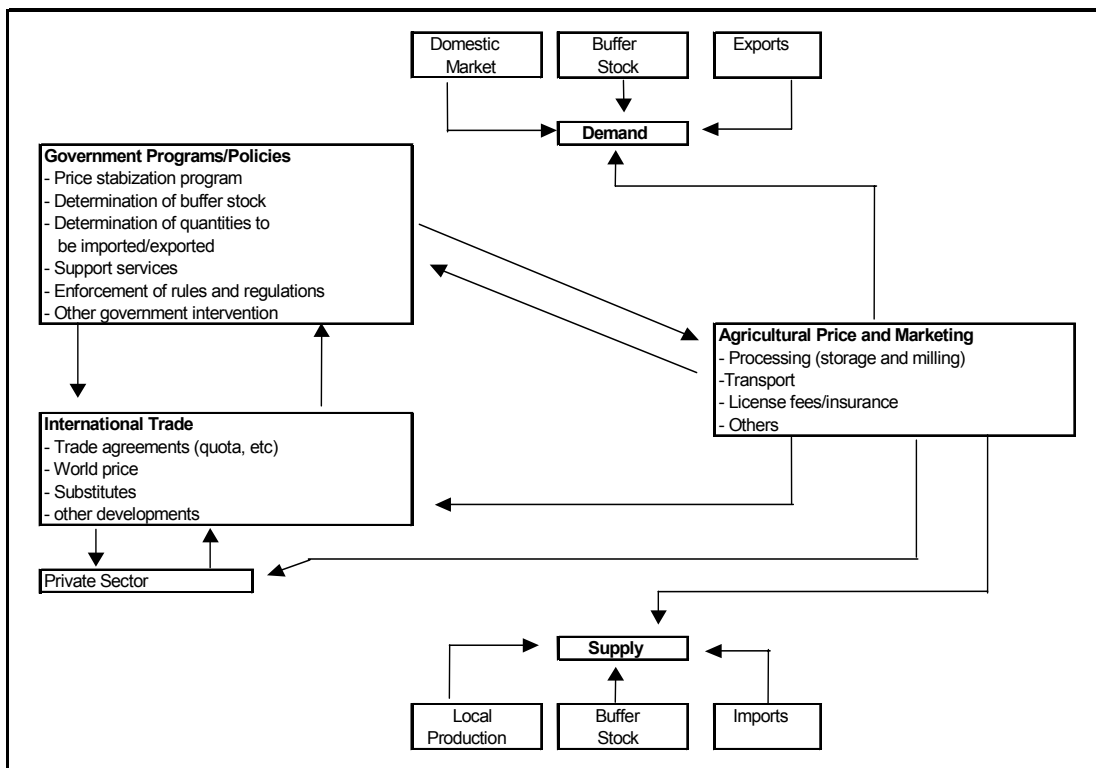 Domestic
Market
Buffer
Stock
Exports
Demand
Government Programs/Policies
- Price stabization program
- Determination of buffer stock
- Determination of quantities to
be imported/exported
- Support services
- Enforcement of rules and regulations
- Other government intervention
Agricultural Price and Marketing
- Processing (storage and milling)
-Transport
- License fees/insurance
- Others
International Trade
- Trade agreements (quota, etc)
- World price
- Substitutes
- other developments
Private Sector
Supply
Local
Production
Buffer
Stock
Imports